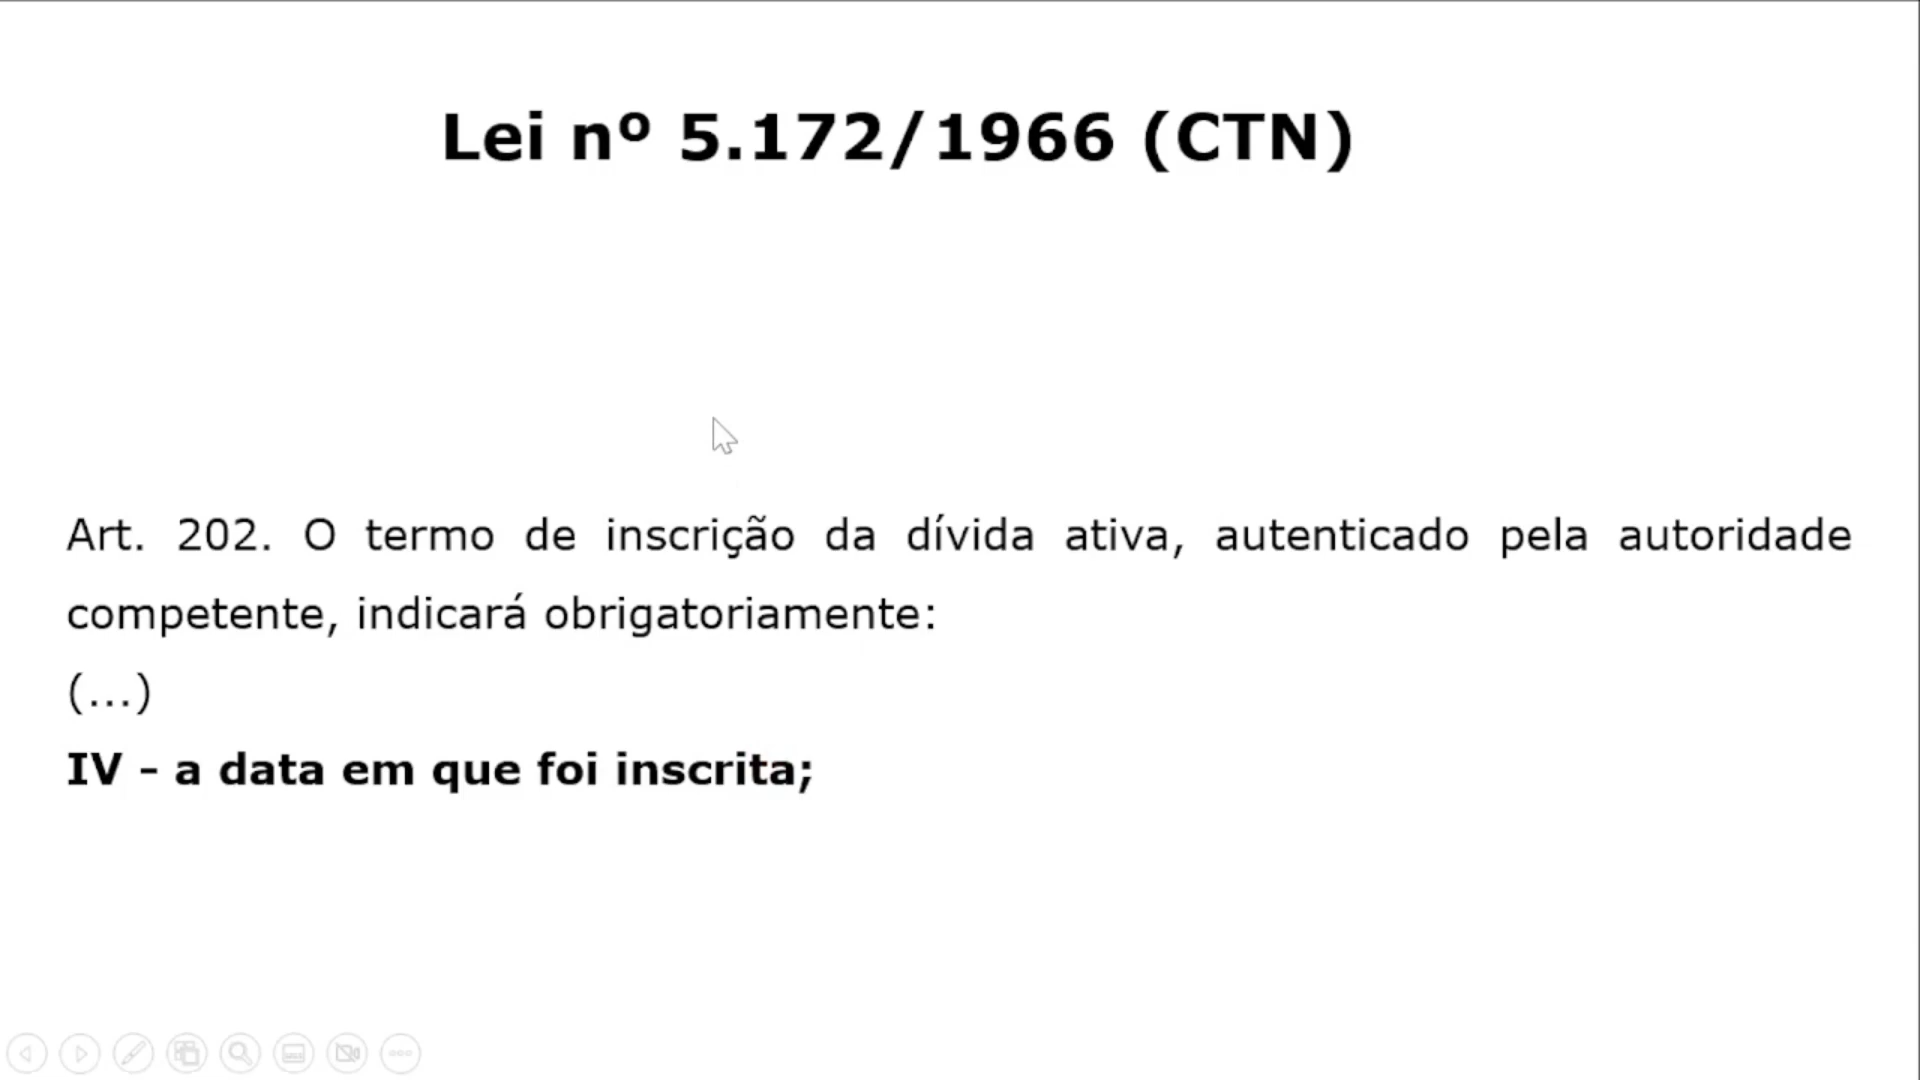 Lei nº 5.172/1966 (CTN)
Art. 202. O termo de inscrição da dívida ativa, autenticado pela autoridade
competente, indicará obrigatoriamente:
(...)
IV - a data em que foi inscrita;